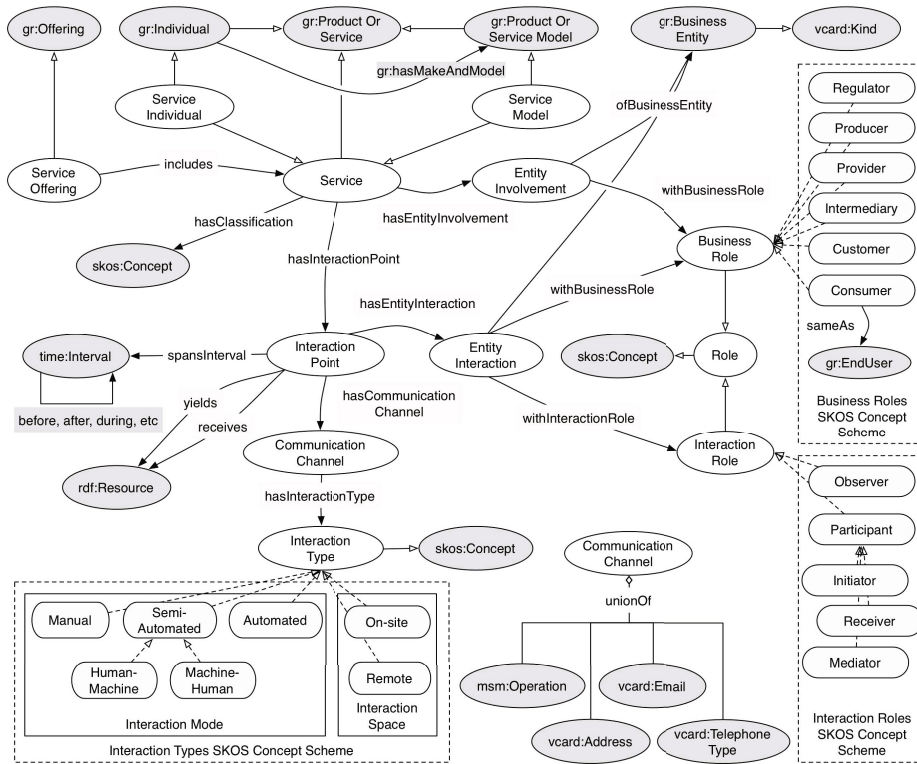 gr:Offering
gr:Individual
gr:Product Or
Service
gr:Product Or
Service Model
gr:Business
Entity
vcard:Kind
gr:hasMakeAndModel
Service
Individual
Service
Model
ofBusinessEntity
Regulator
Producer
Provider
Intermediary
Customer
Consumer
sameAs
gr:EndUser
Business Roles
SKOS Concept
Scheme
Service
Offering
includes
Service
Entity
Involvement
withBusinessRole
hasClassification
hasEntityInvolvement
skos:Concept
hasInteractionPoint
Business
Role
hasEntityInteraction
withBusinessRole
time:Interval
spansInterval
Interaction
Point
Entity
Interaction
skos:Concept
Role
before, after, during, etc
yields
receives
hasCommunication
Channel
withInteractionRole
Communication
Channel
Interaction
Role
rdf:Resource
hasInteractionType
Interaction
Type
skos:Concept
Communication
Channel
unionOf
Observer
Participant
Initiator
Receiver
Mediator
Interaction Roles
SKOS Concept
Scheme
Manual
Semi-
Automated
Automated
On-site
Human-
Machine
Machine-
Human
Remote
Interaction Mode
Interaction
Space
Interaction Types SKOS Concept Scheme
msm:Operation
vcard:Email
vcard:Address
vcard:Telephone
Type